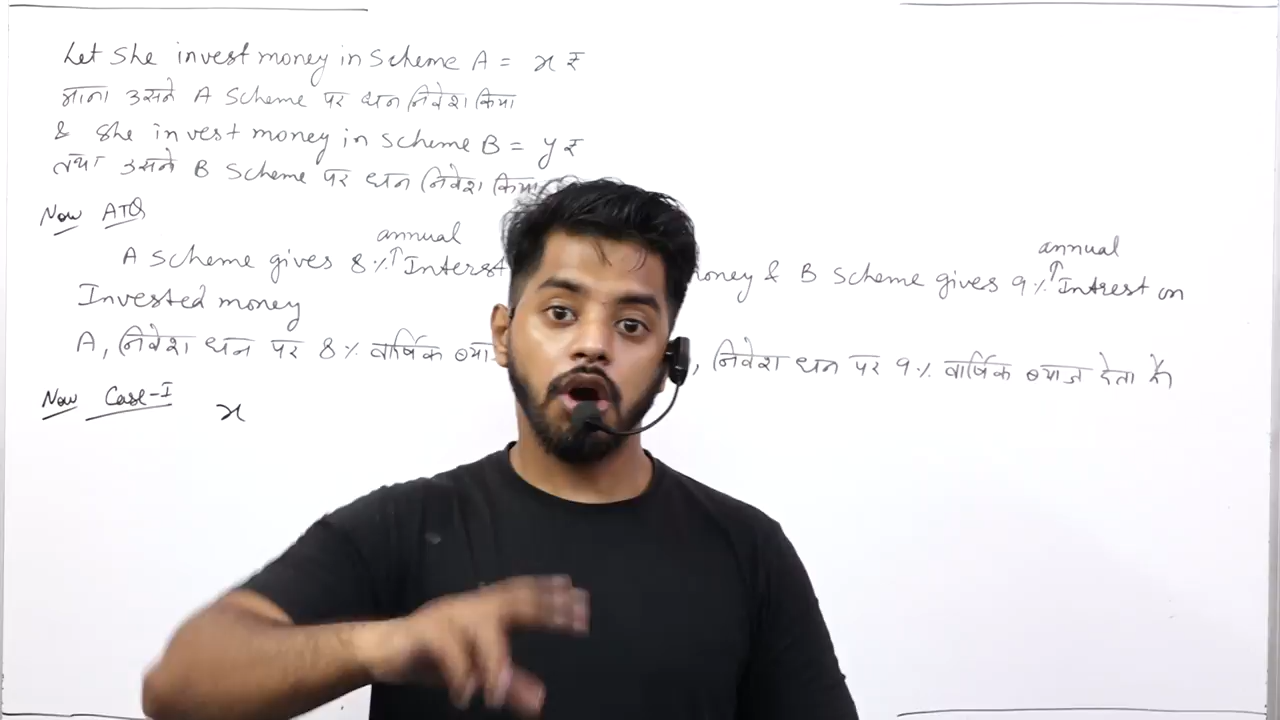 Let She invest money in Scheme A = x ₹
माना उसने A Scheme पर धन निवेश किया
& She invest money in Scheme B = y ₹
तथा उसने B Scheme पर धन निवेश किया
Now ATQ
annual annual
A Scheme gives 8%↑Interst money & B Scheme gives 9%↑Intrest on
Invested money
A, निवेश धन पर 8% वार्षिक , निवेश धन पर 9% वार्षिक ब्याज देता है
Now Case-I x